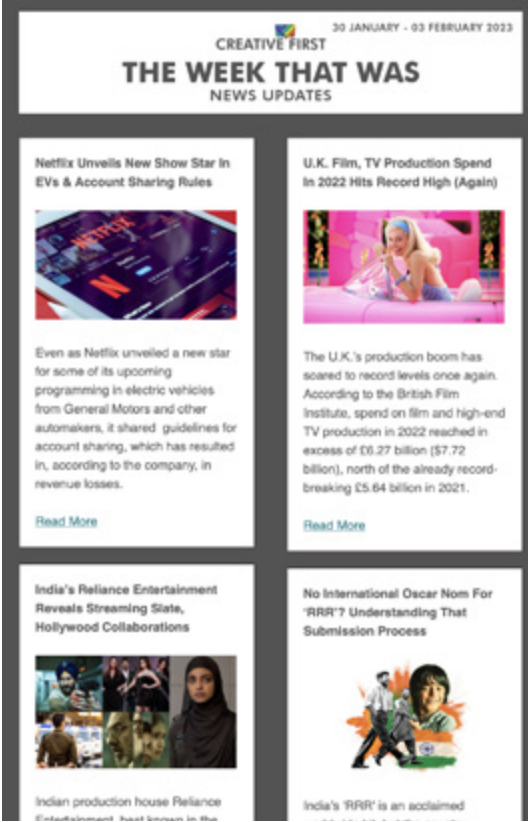 30 JANUARY - 03 FEBRUARY 2023
CREATIVE FIRST
THE WEEK THAT WAS
NEWS UPDATES
Netflix Unveils New Show Star In
EVs & Account Sharing Rules
NETFLIX
N
Even as Netflix unveiled a new star
for some of its upcoming
programming in electric vehicles
from General Motors and other
automakers, it shared guidelines for
account sharing, which has resulted
in, according to the company, in
revenue losses.
Read More
U.K. Film, TV Production Spend
In 2022 Hits Record High (Again)
The U.K.'s production boom has
soared to record levels once again.
According to the British Film
Institute, spend on film and high-end
TV production in 2022 reached in
excess of £6.27 billion ($7.72
billion), north of the already record-
breaking £5.64 billion in 2021.
Read More
India's Reliance Entertainment
Reveals Streaming Slate,
Hollywood Collaborations
Indian production house Reliance
Entertainment, best known in the
No International Oscar Nom For
'RRR'? Understanding That
Submission Process
India's 'RRR' is an acclaimed